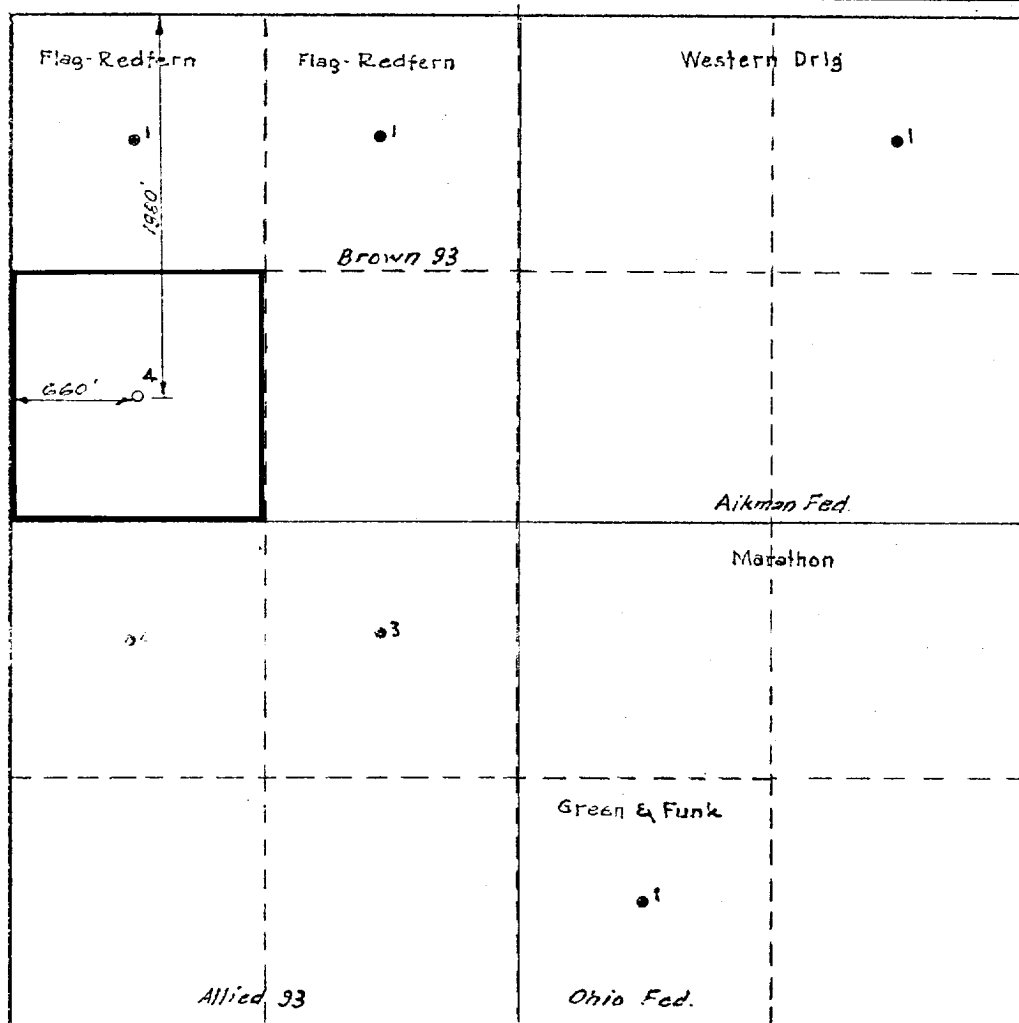 Flag-Redfern
Flag-Redfern
Western Drlg
1
1
1
1980'
Brown 93
4
660'
Aikman Fed.
Marathon
3
Green & Funk
1
Allied 93
Ohio Fed.